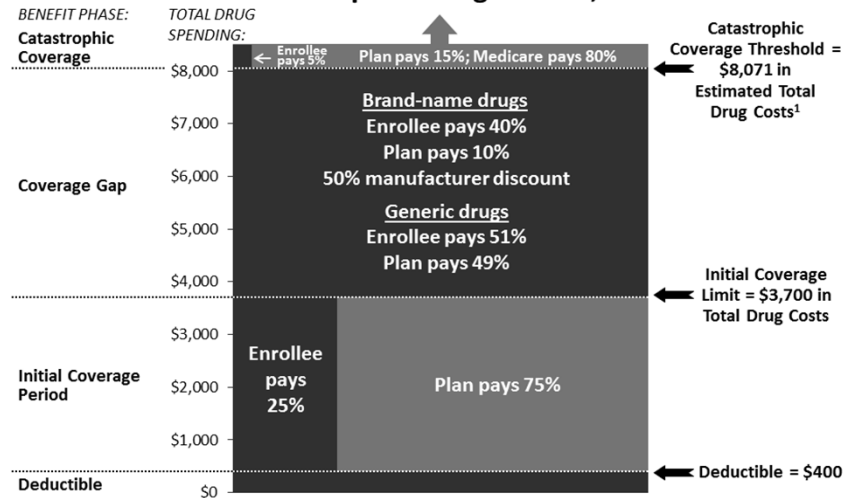 BENEFIT PHASE:
TOTAL DRUG
SPENDING:
Catastrophic
Coverage
Enrollee
pays 5%
Plan pays 15%; Medicare pays 80%
Catastrophic
Coverage Threshold =
$8,071 in
Estimated Total
Drug Costs1
$8,000
$7,000
$6,000
$5,000
$4,000
Coverage Gap
Brand-name drugs
Enrollee pays 40%
Plan pays 10%
50% manufacturer discount
Generic drugs
Enrollee pays 51%
Plan pays 49%
Initial Coverage
Limit = $3,700 in
Total Drug Costs
$3,000
$2,000
$1,000
Initial Coverage
Period
Enrollee
pays
25%
Plan pays 75%
Deductible = $400
Deductible
$0